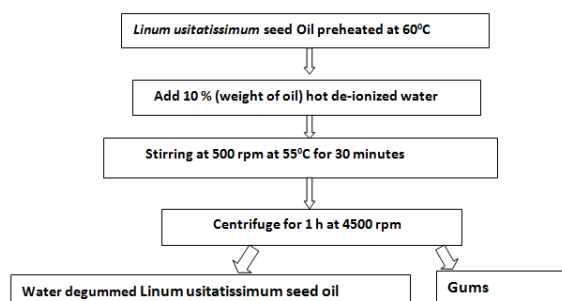 Linum usitatissimum seed Oil preheated at 60⁰C
Add 10 % (weight of oil) hot de-ionized water
Stirring at 500 rpm at 55⁰C for 30 minutes
Centrifuge for 1 h at 4500 rpm
Water degummed Linum usitatissimum seed oil
Gums